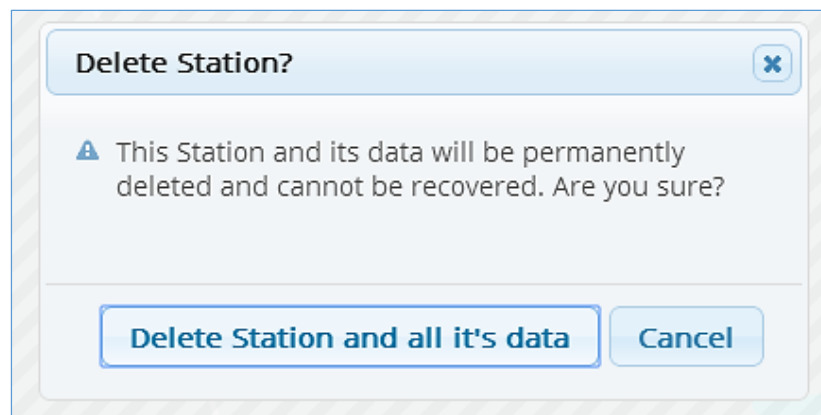 Delete Station?
This Station and its data will be permanently
deleted and cannot be recovered. Are you sure?
Delete Station and all it's data
Cancel